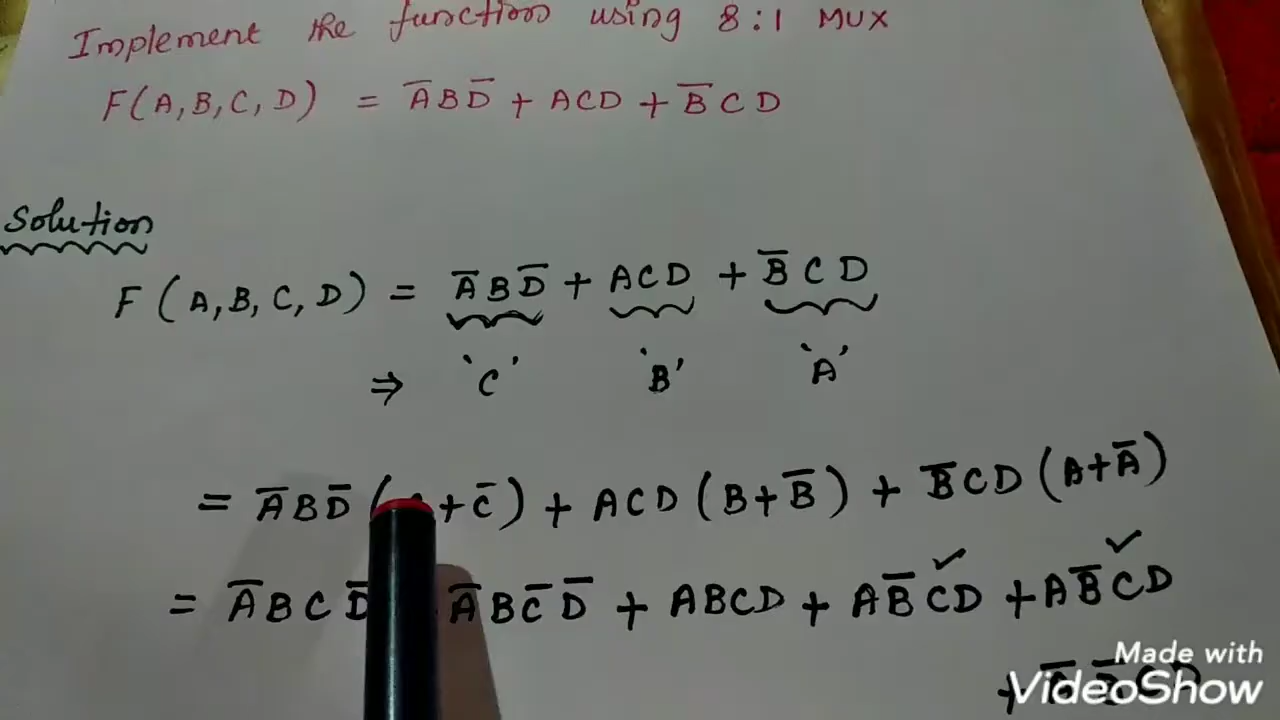 Implement the function using 8:1 MUX
F(A,B,C,D) = A̅BD̅ + ACD + B̅CD
Solution
F(A,B,C,D) = A̅BD̅ + ACD + B̅CD
⇒ 'C' 'B' 'A'
= A̅BD̅( +C̅) + ACD(B+B̅) + B̅CD(A+A̅)
= A̅BCD̅ A̅BC̅D̅ + ABCD + AB̅CD + AB̅CD
✓ ✓
+ A̅B̅CD
Made with
VideoShow